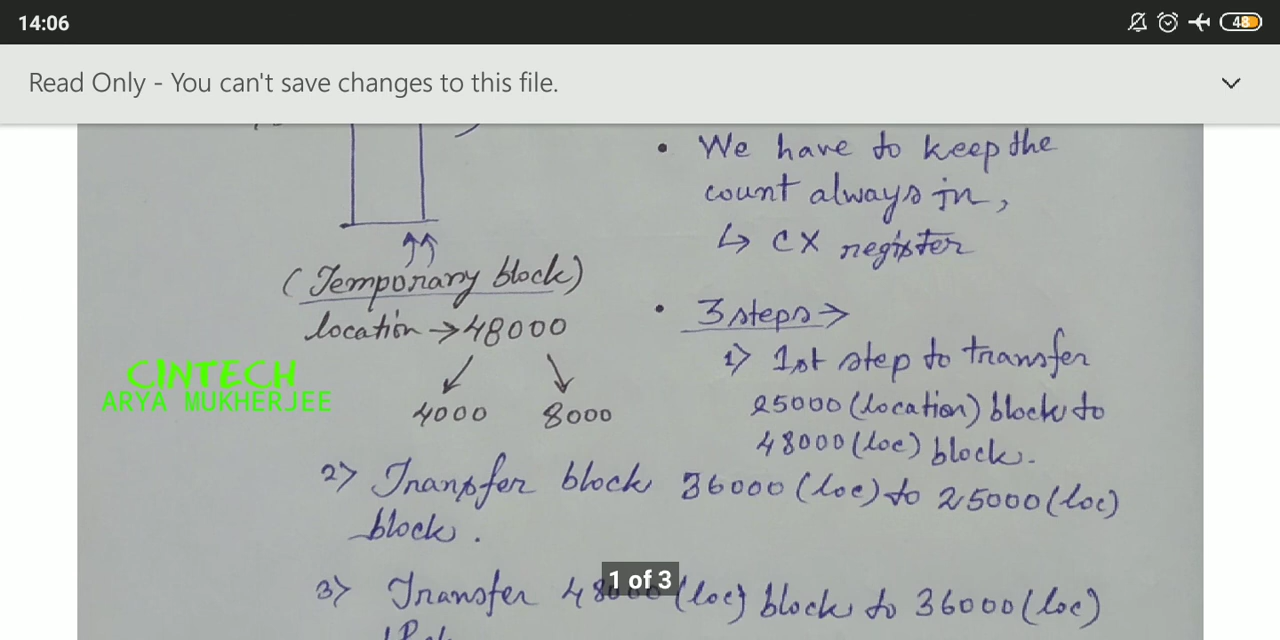 14:06
48
Read Only - You can't save changes to this file.
• We have to keep the
count always in,
↳ CX register
(Temporary block)
location → 48000
4000 8000
• 3 steps →
1) 1st step to transfer
25000 (location) block to
48000 (loc) block.
2) Transfer block 36000 (loc) to 25000 (loc)
block.
3) Transfer 48000 (loc) block to 36000 (loc)
CINTECH
ARYA MUKHERJEE
1 of 3